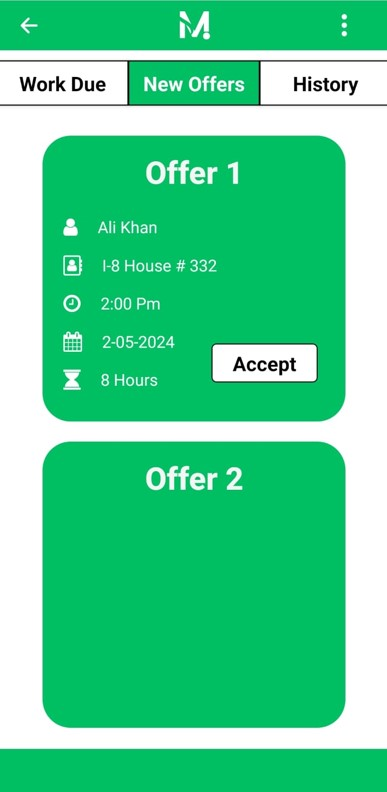 Work Due
New Offers
History
Offer 1
Ali Khan
I-8 House # 332
2:00 Pm
2-05-2024
8 Hours
Accept
Offer 2